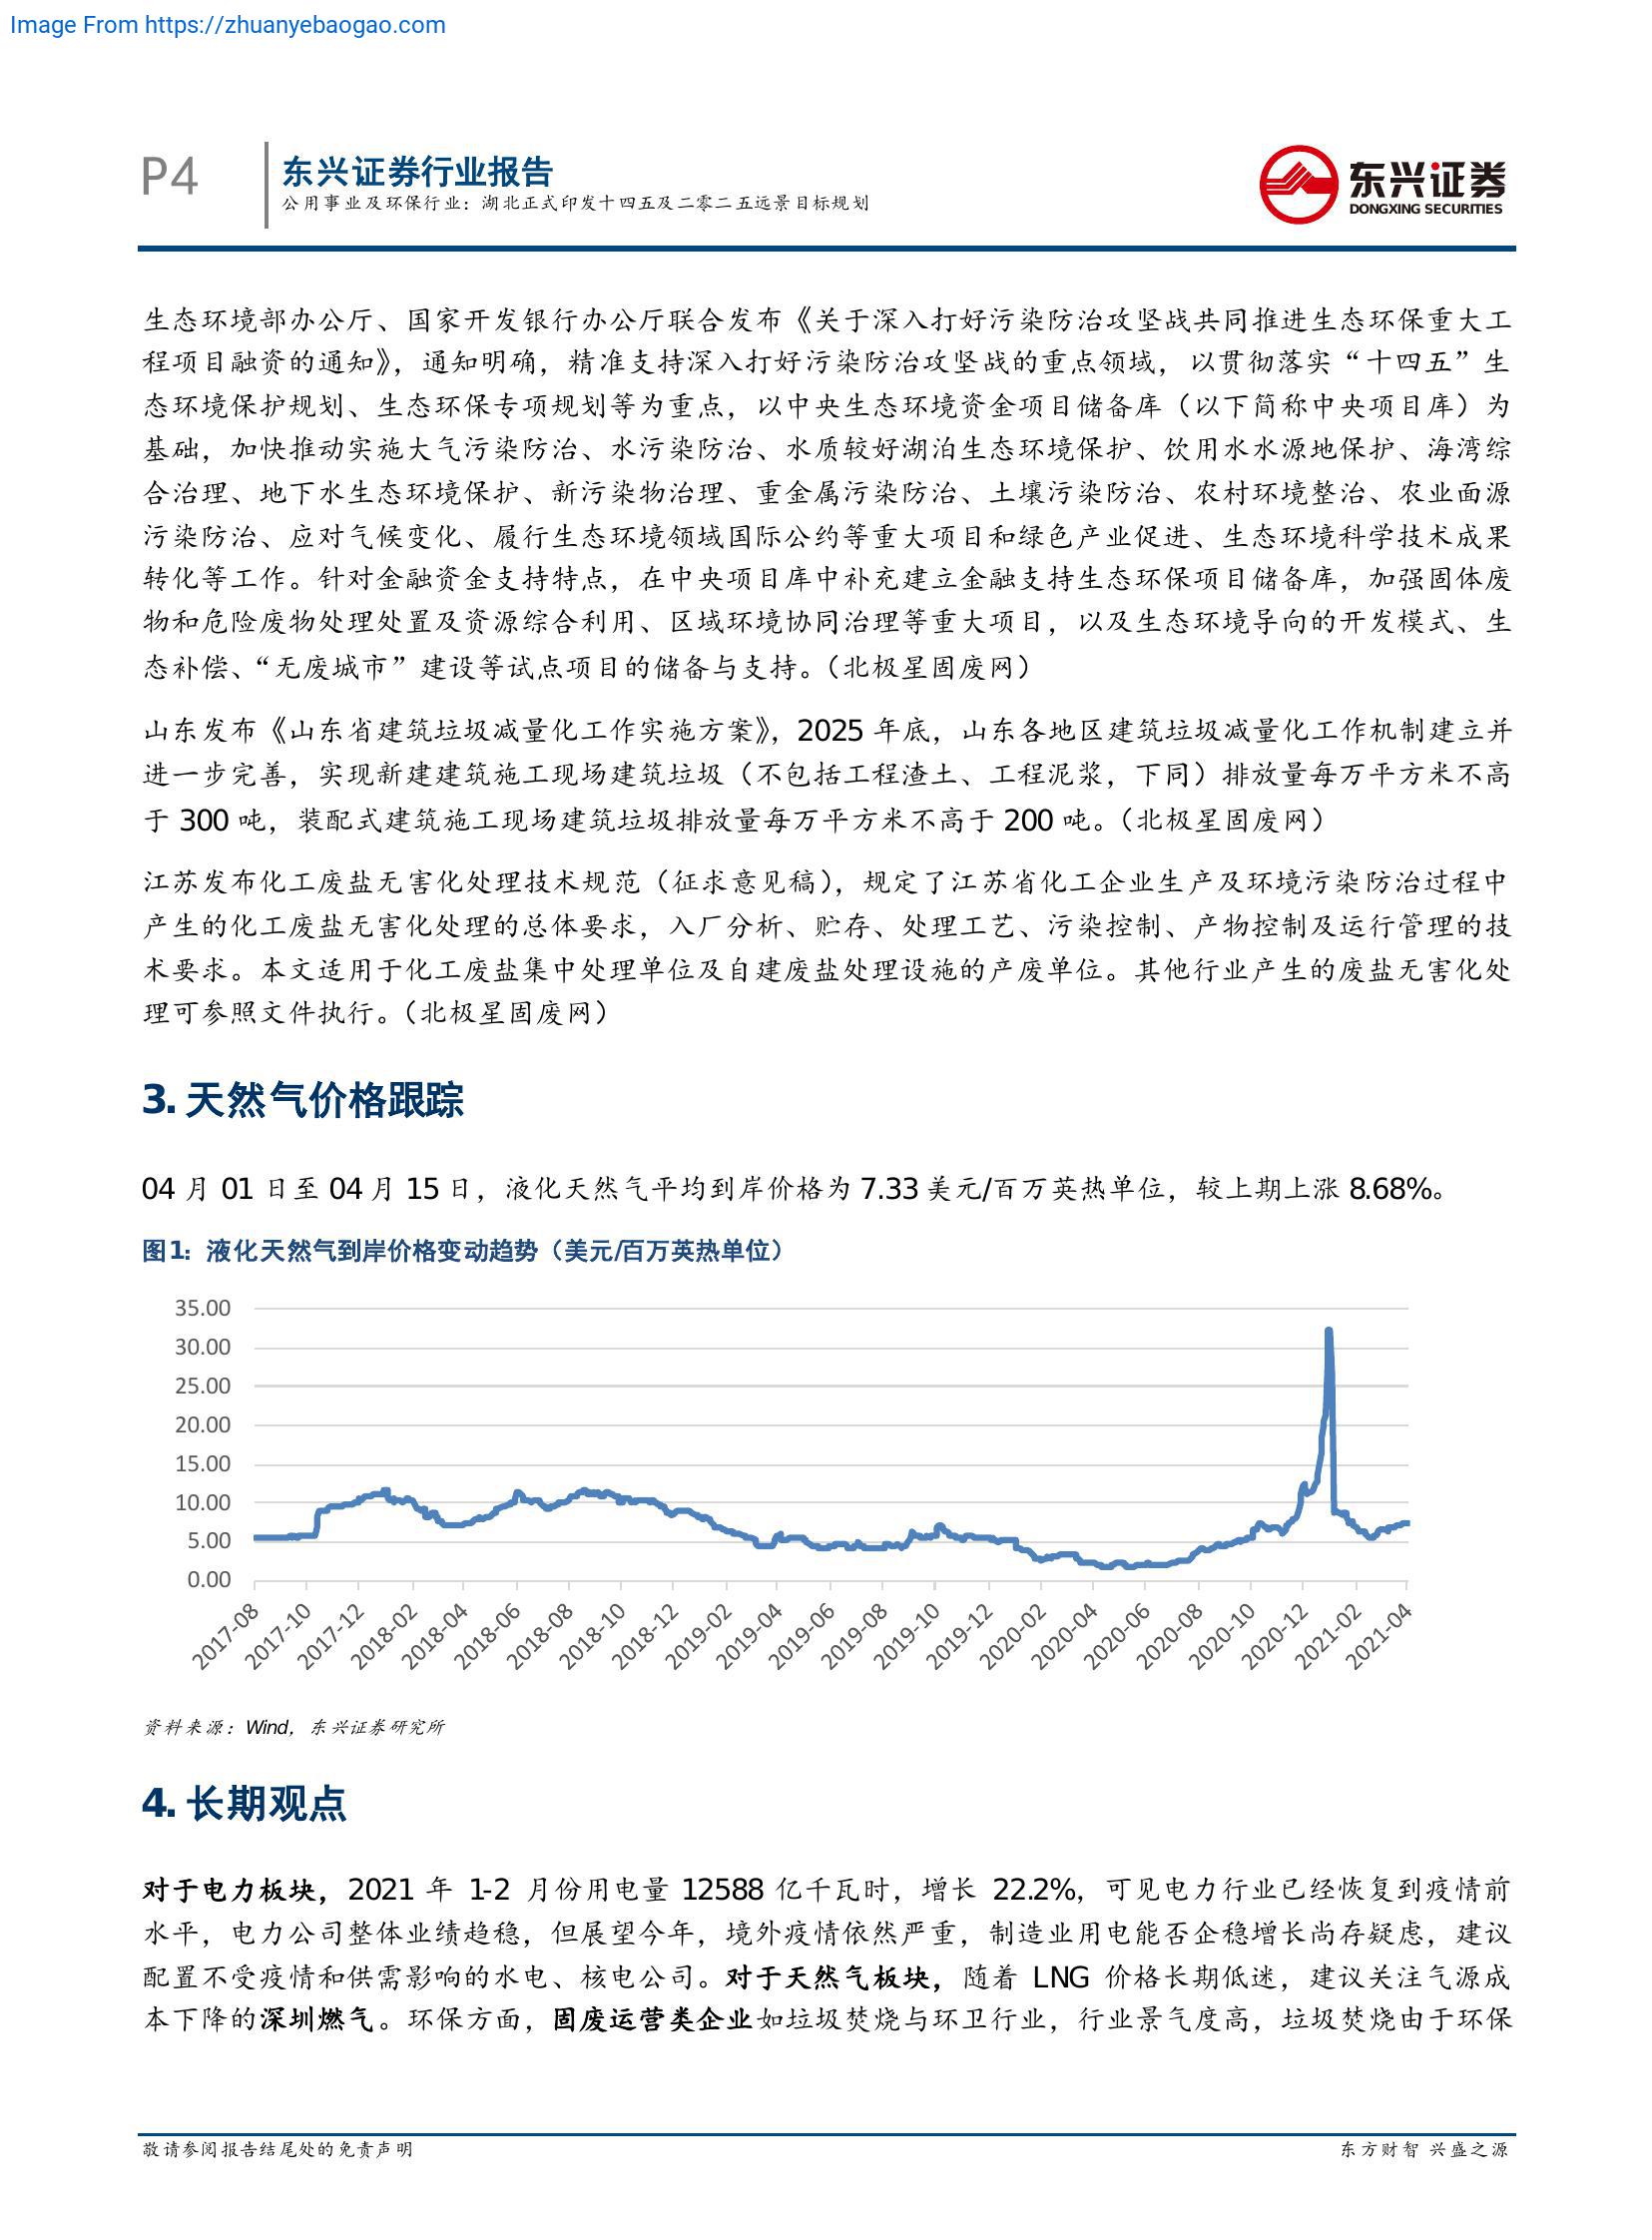 Image From https://zhuanyebaogao.com
P4
东兴证券行业报告
公用事业及环保行业：湖北正式印发十四五及二零二五远景目标规划
东兴证券
DONGXING SECURITIES
生态环境部办公厅、国家开发银行办公厅联合发布《关于深入打好污染防治攻坚战共同推进生态环保重大工
程项目融资的通知》，通知明确，精准支持深入打好污染防治攻坚战的重点领域，以贯彻落实“十四五”生
态环境保护规划、生态环保专项规划等为重点，以中央生态环境资金项目储备库（以下简称中央项目库）为
基础，加快推动实施大气污染防治、水污染防治、水质较好湖泊生态环境保护、饮用水水源地保护、海湾综
合治理、地下水生态环境保护、新污染物治理、重金属污染防治、土壤污染防治、农村环境整治、农业面源
污染防治、应对气候变化、履行生态环境领域国际公约等重大项目和绿色产业促进、生态环境科学技术成果
转化等工作。针对金融资金支持特点，在中央项目库中补充建立金融支持生态环保项目储备库，加强固体废
物和危险废物处理处置及资源综合利用、区域环境协同治理等重大项目，以及生态环境导向的开发模式、生
态补偿、“无废城市”建设等试点项目的储备与支持。（北极星固废网）
山东发布《山东省建筑垃圾减量化工作实施方案》，2025 年底，山东各地区建筑垃圾减量化工作机制建立并
进一步完善，实现新建建筑施工现场建筑垃圾（不包括工程渣土、工程泥浆，下同）排放量每万平方米不高
于 300 吨，装配式建筑施工现场建筑垃圾排放量每万平方米不高于 200 吨。（北极星固废网）
江苏发布化工废盐无害化处理技术规范（征求意见稿），规定了江苏省化工企业生产及环境污染防治过程中
产生的化工废盐无害化处理的总体要求，入厂分析、贮存、处理工艺、污染控制、产物控制及运行管理的技
术要求。本文适用于化工废盐集中处理单位及自建废盐处理设施的产废单位。其他行业产生的废盐无害化处
理可参照文件执行。（北极星固废网）
3. 天然气价格跟踪
04 月 01 日至 04 月 15 日，液化天然气平均到岸价格为 7.33 美元/百万英热单位，较上期上涨 8.68%。
图1：液化天然气到岸价格变动趋势（美元/百万英热单位）
35.00
30.00
25.00
20.00
15.00
10.00
5.00
0.00
2017-08
2017-10
2017-12
2018-02
2018-04
2018-06
2018-08
2018-10
2018-12
2019-02
2019-04
2019-06
2019-08
2019-10
2019-12
2020-02
2020-04
2020-06
2020-08
2020-10
2020-12
2021-02
2021-04
资料来源：Wind，东兴证券研究所
4. 长期观点
对于电力板块，2021 年 1-2 月份用电量 12588 亿千瓦时，增长 22.2%，可见电力行业已经恢复到疫情前
水平，电力公司整体业绩趋稳，但展望今年，境外疫情依然严重，制造业用电能否企稳增长尚存疑虑，建议
配置不受疫情和供需影响的水电、核电公司。对于天然气板块，随着 LNG 价格长期低迷，建议关注气源成
本下降的深圳燃气。环保方面，固废运营类企业如垃圾焚烧与环卫行业，行业景气度高，垃圾焚烧由于环保
敬请参阅报告结尾处的免责声明
东方财智 兴盛之源